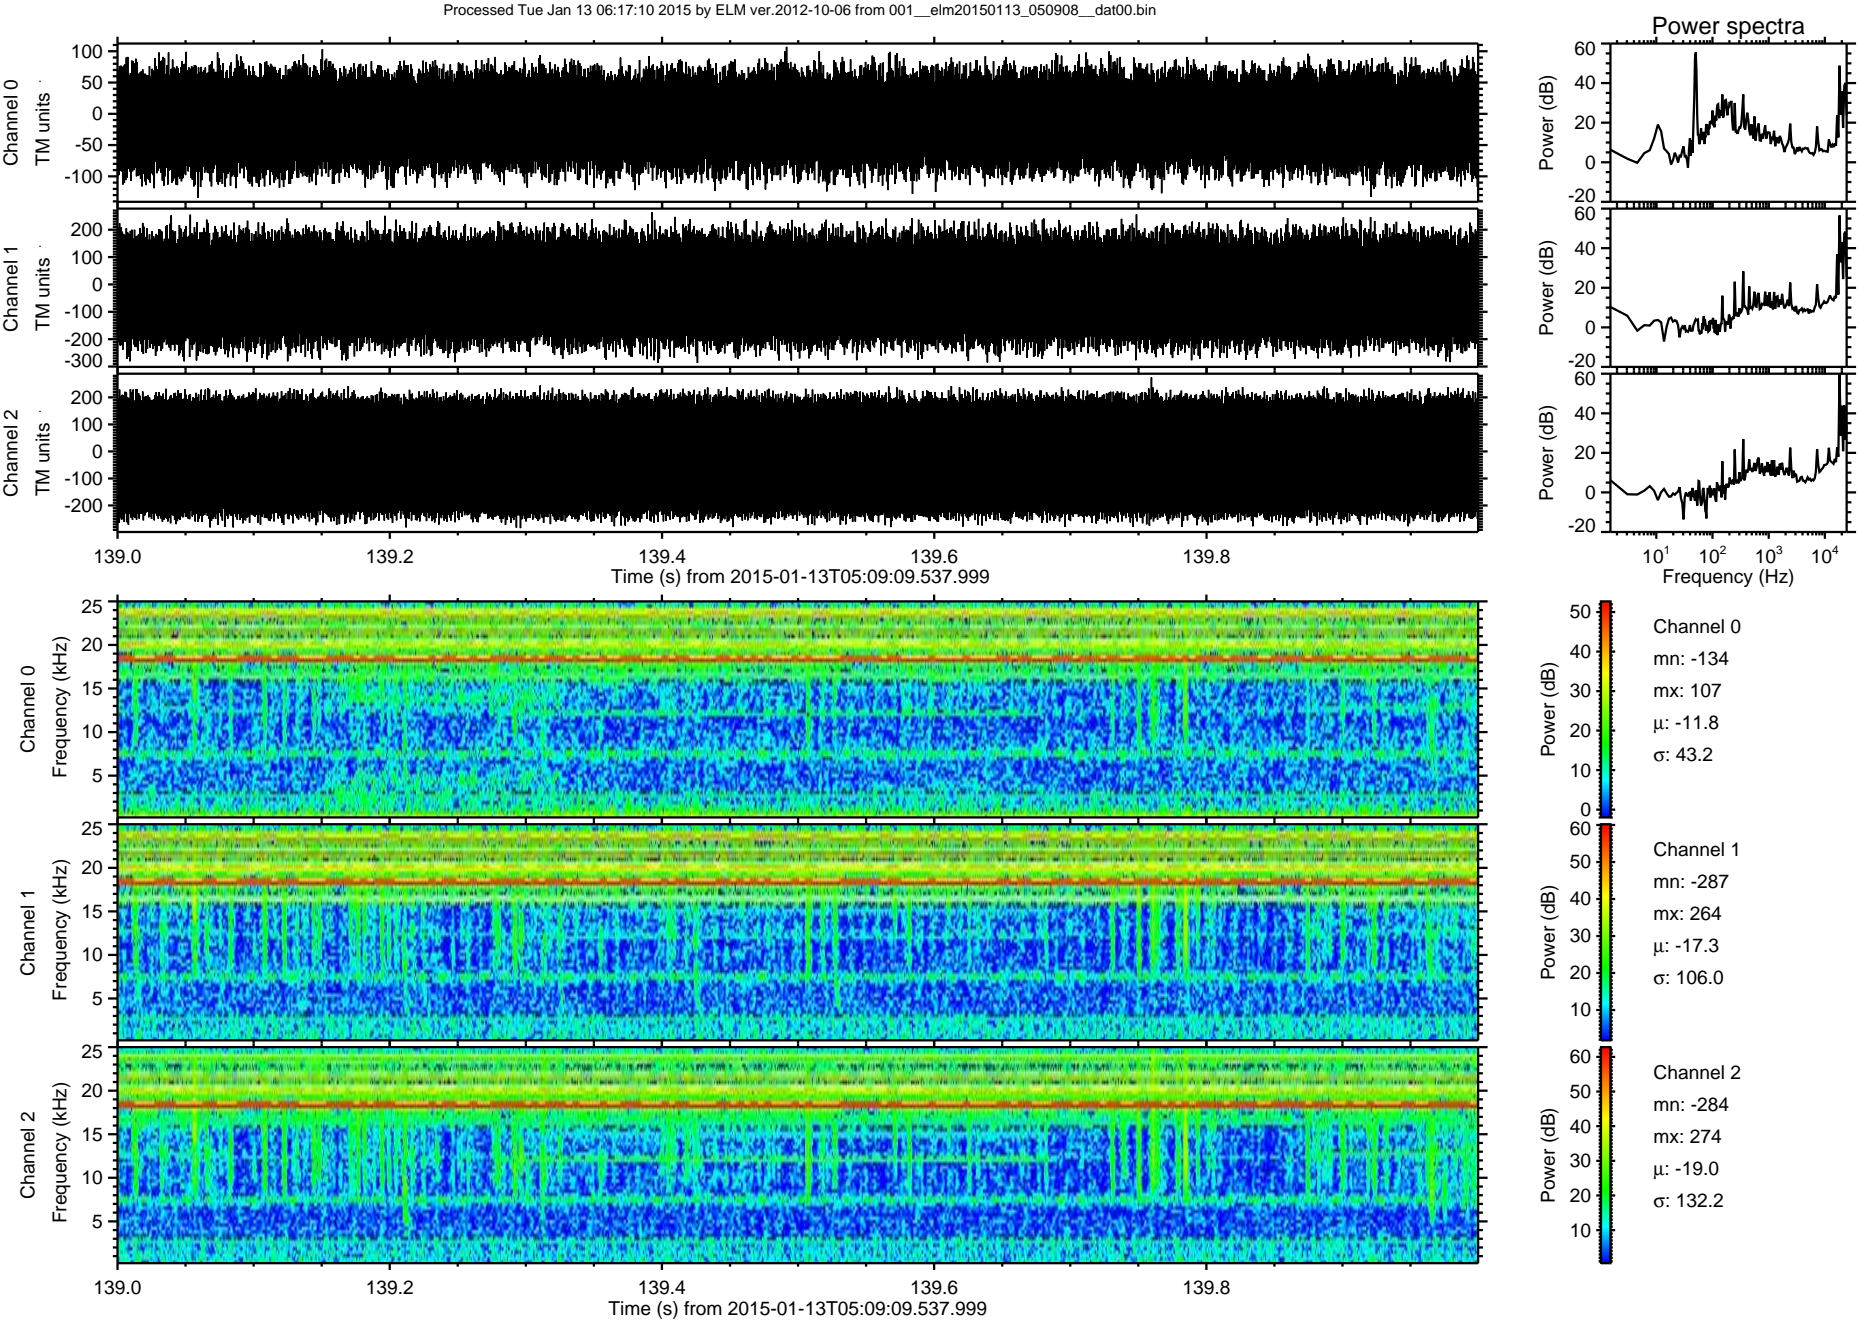 Processed Tue Jan 13 06:17:10 2015 by ELM ver.2012-10-06 from 001__elm20150113_050908__dat00.bin
Power spectra
Channel 0
TM units
100
50
0
-50
-100
Power (dB)
60
40
20
0
-20
Channel 1
TM units
200
100
0
-100
-200
-300
Power (dB)
60
40
20
0
-20
Channel 2
TM units
200
100
0
-100
-200
Power (dB)
60
40
20
0
-20
139.0 139.2 139.4 139.6 139.8
Time (s) from 2015-01-13T05:09:09.537.999
10^1 10^2 10^3 10^4
Frequency (Hz)
Channel 0
Frequency (kHz)
25
20
15
10
5
Power (dB)
50
40
30
20
10
0
Channel 0
mn: -134
mx: 107
μ: -11.8
σ: 43.2
Channel 1
Frequency (kHz)
25
20
15
10
5
Power (dB)
60
50
40
30
20
10
Channel 1
mn: -287
mx: 264
μ: -17.3
σ: 106.0
Channel 2
Frequency (kHz)
25
20
15
10
5
Power (dB)
60
50
40
30
20
10
Channel 2
mn: -284
mx: 274
μ: -19.0
σ: 132.2
139.0 139.2 139.4 139.6 139.8
Time (s) from 2015-01-13T05:09:09.537.999